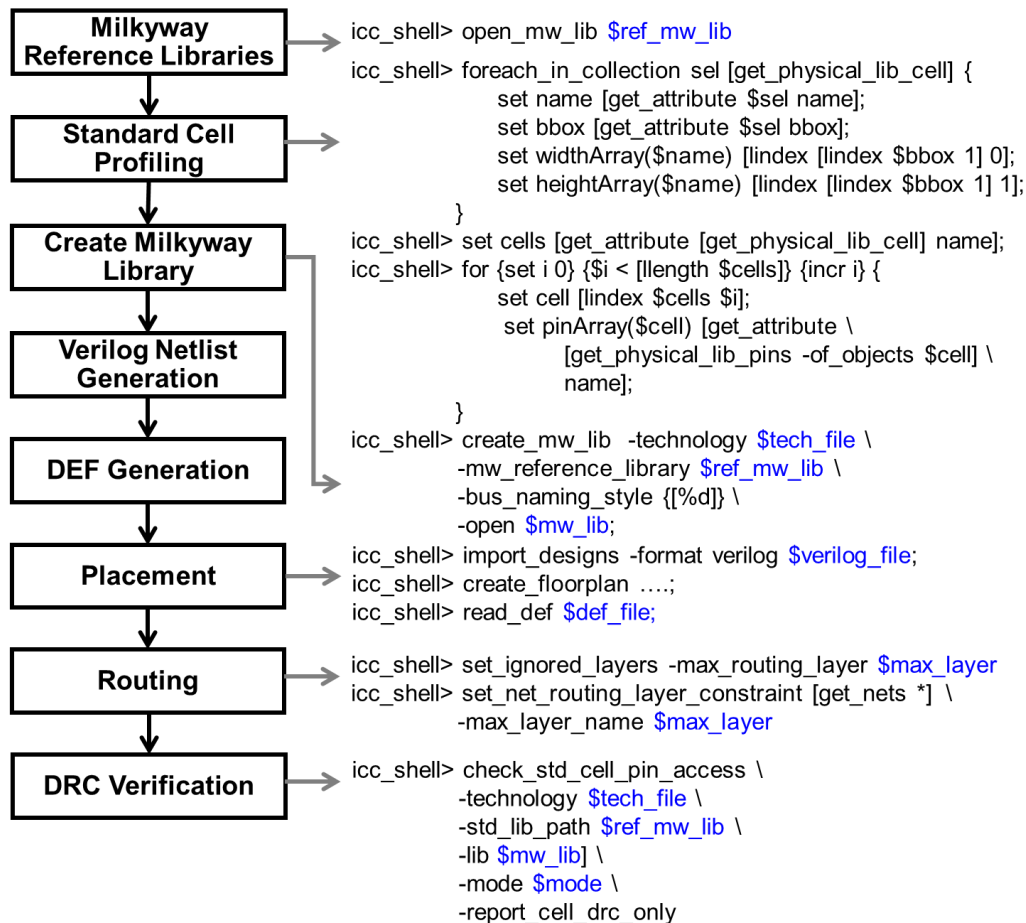 Milkyway
Reference Libraries
Standard Cell
Profiling
Create Milkyway
Library
Verilog Netlist
Generation
DEF Generation
Placement
Routing
DRC Verification
icc_shell> open_mw_lib $ref_mw_lib
icc_shell> foreach_in_collection sel [get_physical_lib_cell] {
set name [get_attribute $sel name];
set bbox [get_attribute $sel bbox];
set widthArray($name) [lindex [lindex $bbox 1] 0];
set heightArray($name) [lindex [lindex $bbox 1] 1];
}
icc_shell> set cells [get_attribute [get_physical_lib_cell] name];
icc_shell> for {set i 0} {$i < [llength $cells]} {incr i} {
set cell [lindex $cells $i];
set pinArray($cell) [get_attribute \
[get_physical_lib_pins -of_objects $cell] \
name];
}
icc_shell> create_mw_lib -technology $tech_file \
-mw_reference_library $ref_mw_lib \
-bus_naming_style {[%d]} \
-open $mw_lib;
icc_shell> import_designs -format verilog $verilog_file;
icc_shell> create_floorplan ….;
icc_shell> read_def $def_file;
icc_shell> set_ignored_layers -max_routing_layer $max_layer
icc_shell> set_net_routing_layer_constraint [get_nets *] \
-max_layer_name $max_layer
icc_shell> check_std_cell_pin_access \
-technology $tech_file \
-std_lib_path $ref_mw_lib \
-lib $mw_lib] \
-mode $mode \
-report_cell_drc_only